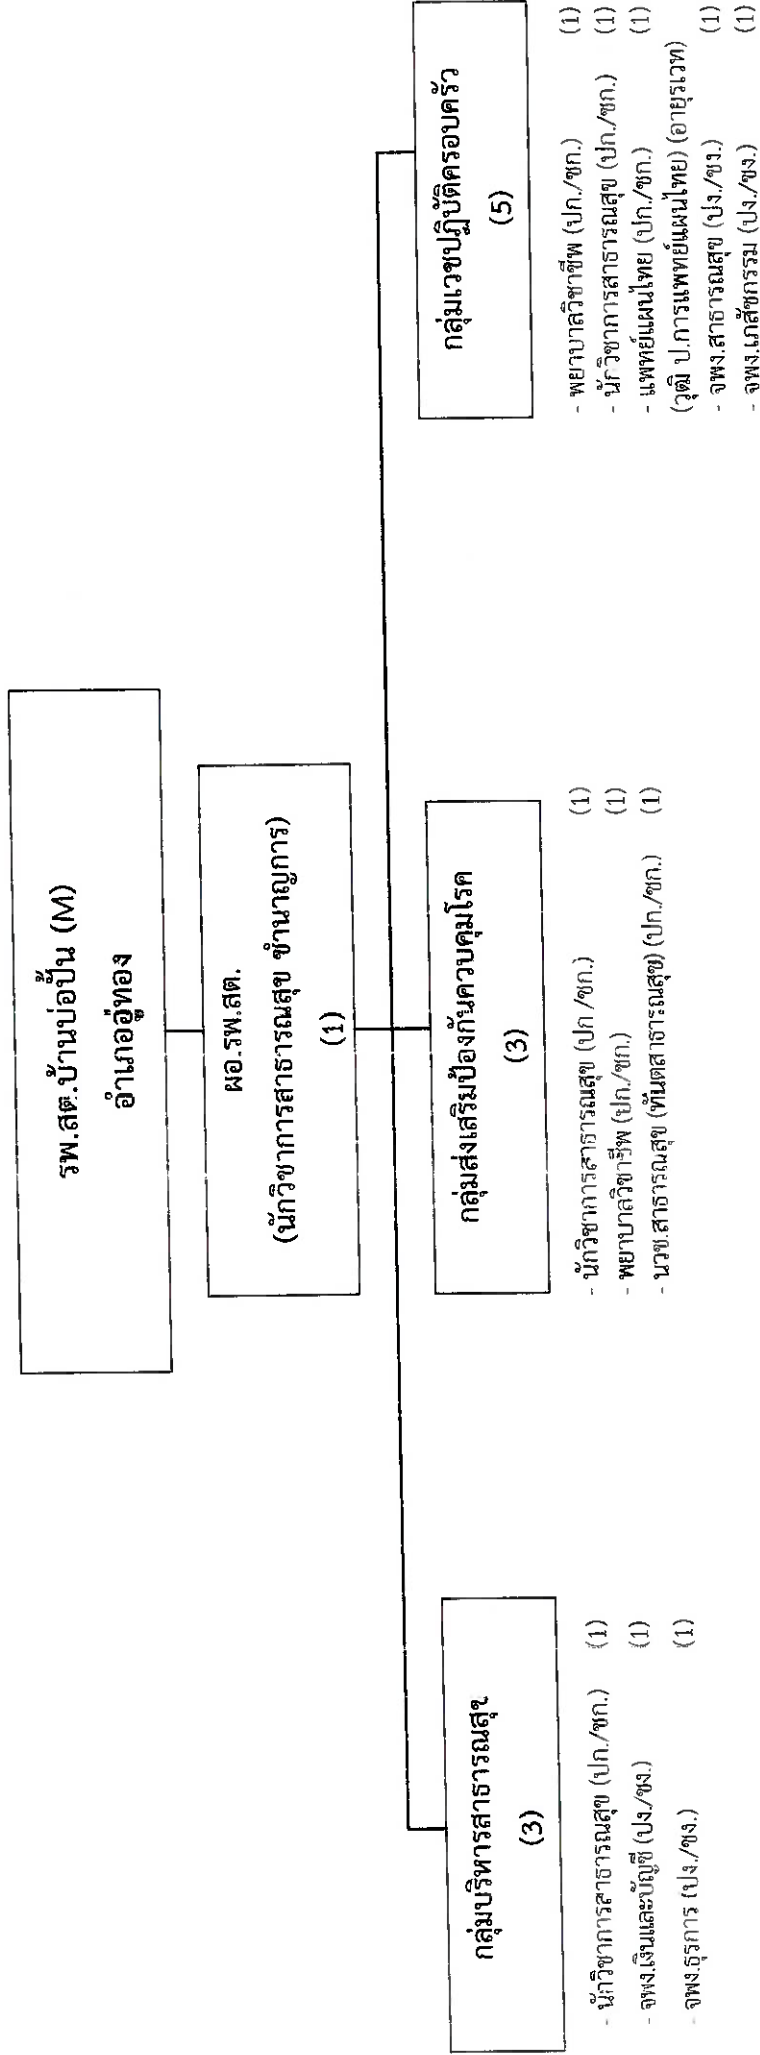 รพ.สต.บ้านบ่อปั้น (M)
อำเภออู่ทอง
ผอ.รพ.สต.
(นักวิชาการสาธารณสุข ชำนาญการ)
(1)
กลุ่มบริหารสาธารณสุข
(3)
- นักวิชาการสาธารณสุข (ปก./ชก.) (1)
- จพง.เงินและบัญชี (ปง./ชง.) (1)
- จพง.ธุรการ (ปง./ชง.) (1)
กลุ่มส่งเสริมป้องกันควบคุมโรค
(3)
- นักวิชาการสาธารณสุข (ปก/ชก.) (1)
- พยาบาลวิชาชีพ (ปก./ชก.) (1)
- นวช.สาธารณสุข (ทันตสาธารณสุข) (ปก./ชก.) (1)
กลุ่มเวชปฏิบัติครอบครัว
(5)
- พยาบาลวิชาชีพ (ปก./ชก.) (1)
- นักวิชาการสาธารณสุข (ปก./ชก.) (1)
- แพทย์แผนไทย (ปก./ชก.) (1)
(วุฒิ ป.การแพทย์แผนไทย) (อายุรเวท)
- จพง.สาธารณสุข (ปง./ชง.) (1)
- จพง.เภสัชกรรม (ปง./ชง.) (1)